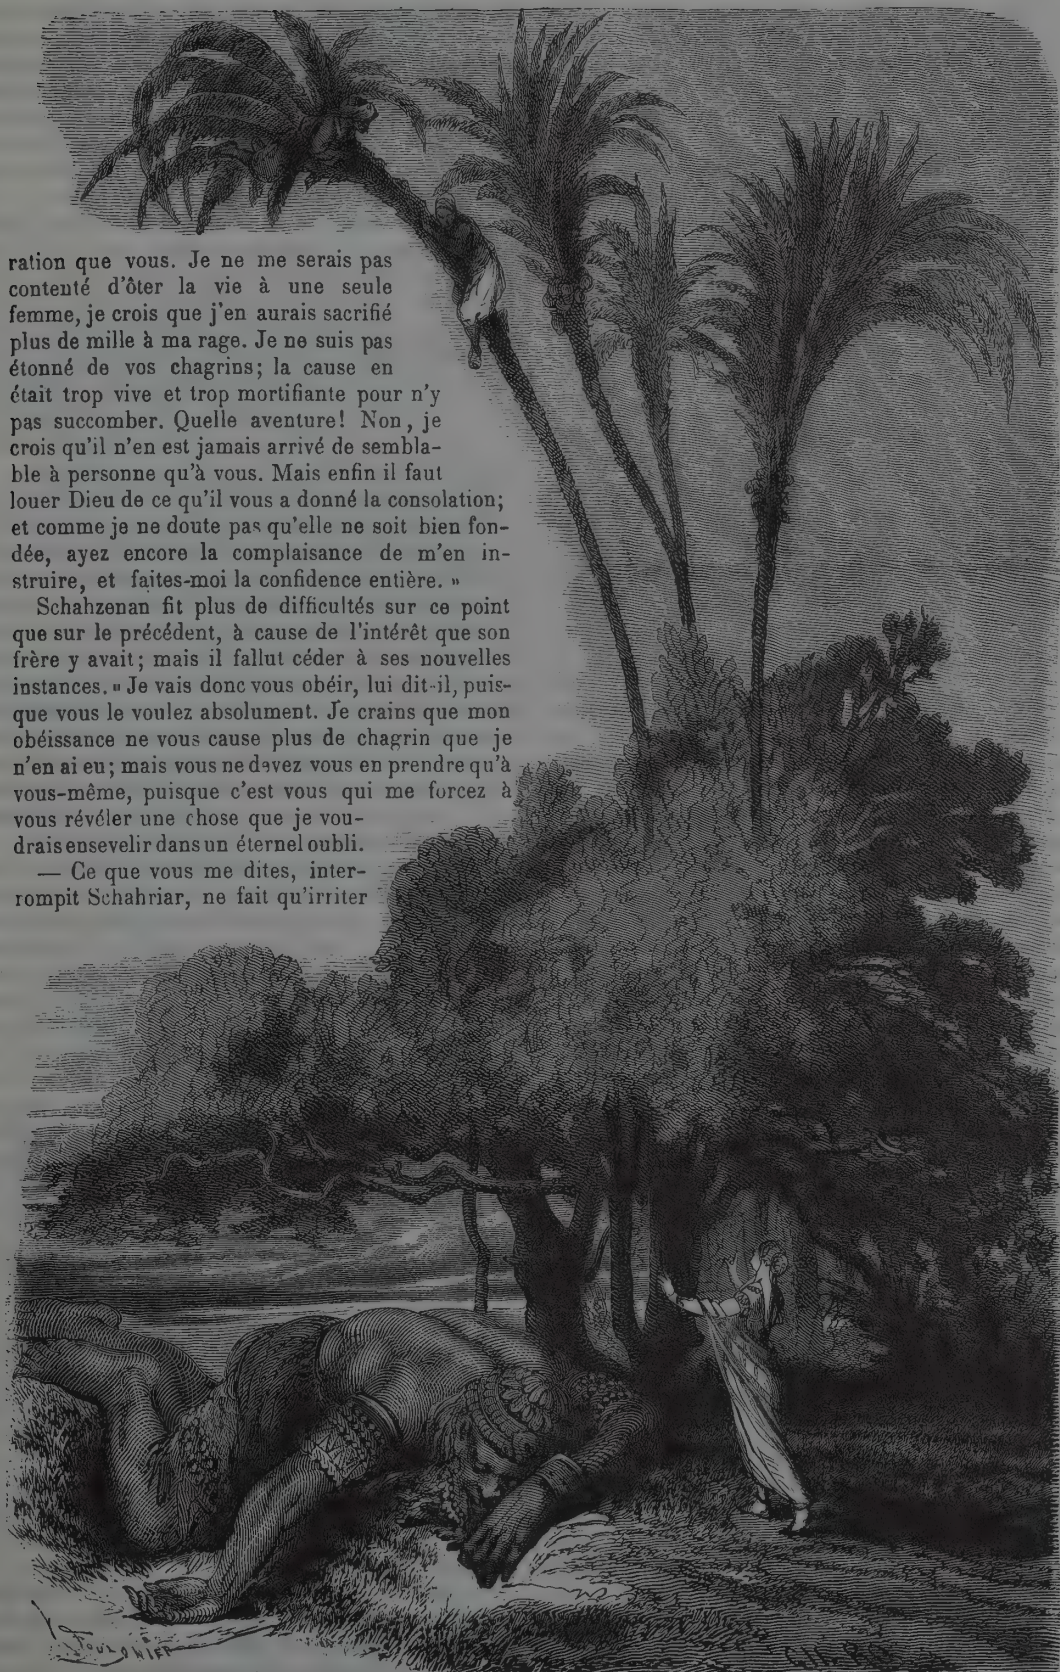 ration que vous. Je ne me serais pas
contenté d'ôter la vie à une seule
femme, je crois que j'en aurais sacrifié
plus de mille à ma rage. Je ne suis pas
étonné de vos chagrins; la cause en
était trop vive et trop mortifiante pour n'y
pas succomber. Quelle aventure! Non, je
crois qu'il n'en est jamais arrivé de sembla-
ble à personne qu'à vous. Mais enfin il faut
louer Dieu de ce qu'il vous a donné la consolation;
et comme je ne doute pas qu'elle ne soit bien fon-
dée, ayez encore la complaisance de m'en in-
struire, et faites-moi la confidence entière. »
Schahzenan fit plus de difficultés sur ce point
que sur le précédent, à cause de l'intérêt que son
frère y avait; mais il fallut céder à ses nouvelles
instances. « Je vais donc vous obéir, lui dit-il, puis-
que vous le voulez absolument. Je crains que mon
obéissance ne vous cause plus de chagrin que je
n'en ai eu; mais vous ne devez vous en prendre qu'à
vous-même, puisque c'est vous qui me forcez à
vous révéler une chose que je vou-
drais ensevelir dans un éternel oubli.
— Ce que vous me dites, inter-
rompit Schahriar, ne fait qu'irriter